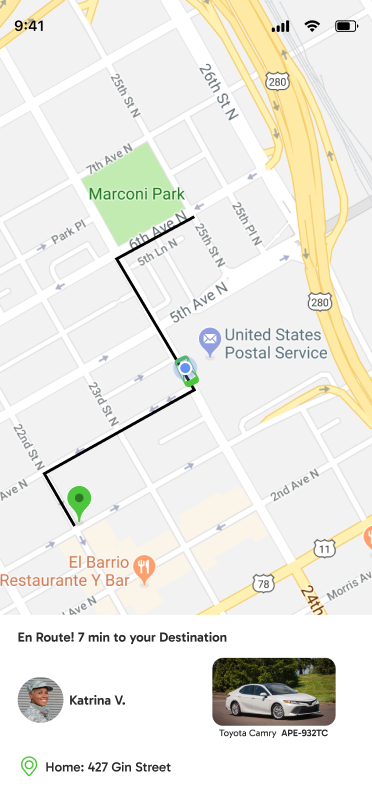 9:41
280
26th St N
25th St N
7th Ave N
Marconi Park
6th Ave N
25th Pl N
Park Pl
5th Ln N
25th St N
5th Ave N
280
United States
Postal Service
23rd St N
22nd St N
Ave N
2nd Ave N
11
El Barrio
Restaurante Y Bar
78
Morris Av
24th
Ave N
En Route! 7 min to your Destination
Katrina V.
Toyota Camry APE-932TC
Home: 427 Gin Street